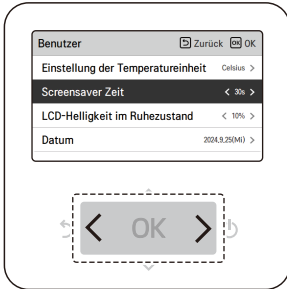 Benutzer Zurück OK OK
Einstellung der Temperatureinheit Celsius >
Screensaver Zeit < 30s >
LCD-Helligkeit im Ruhezustand < 10% >
Datum 2024,9,25(Mi) >
< OK >